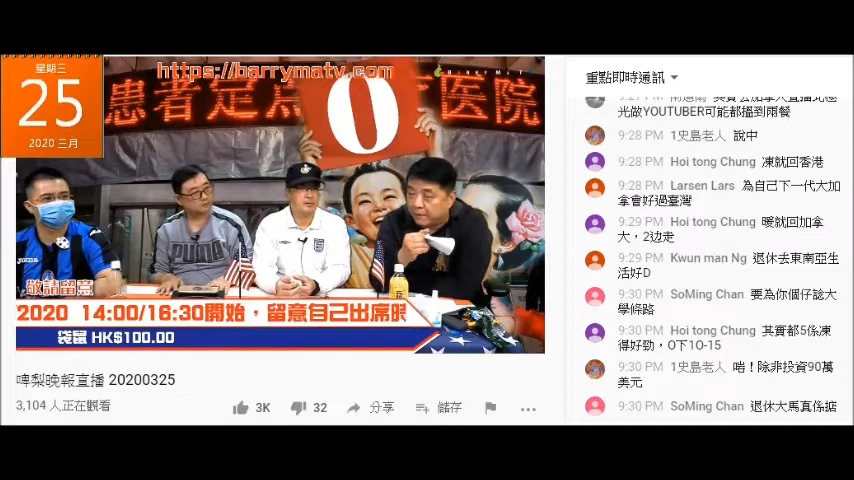 星期三
25
2020 三月
https://barrymatv.com
患者定点
0
医院
PUMA
joma
敬請留意
2020 14:00/16:30開始，留意自己出席時
袋鼠 HK$100.00
啤梨晚報直播 20200325
3,104 人正在觀看
3K
32
分享
儲存
重點即時通訊
光做YOUTUBER可能都搵到兩餐
9:28 PM 1史島老人 說中
9:28 PM Hoi tong Chung 凍就回香港
9:28 PM Larsen Lars 為自己下一代大加
拿會好過臺灣
9:29 PM Hoi tong Chung 暖就回加拿
大，2边走
9:29 PM Kwun man Ng 退休去東南亞生
活好D
9:30 PM SoMing Chan 要為你個仔諗大
學條路
9:30 PM Hoi tong Chung 其實都5係凍
得好勁，O下1O-15
9:30 PM 1史島老人 啱！除非投資90萬
美元
9:30 PM SoMing Chan 退休大馬真係掂